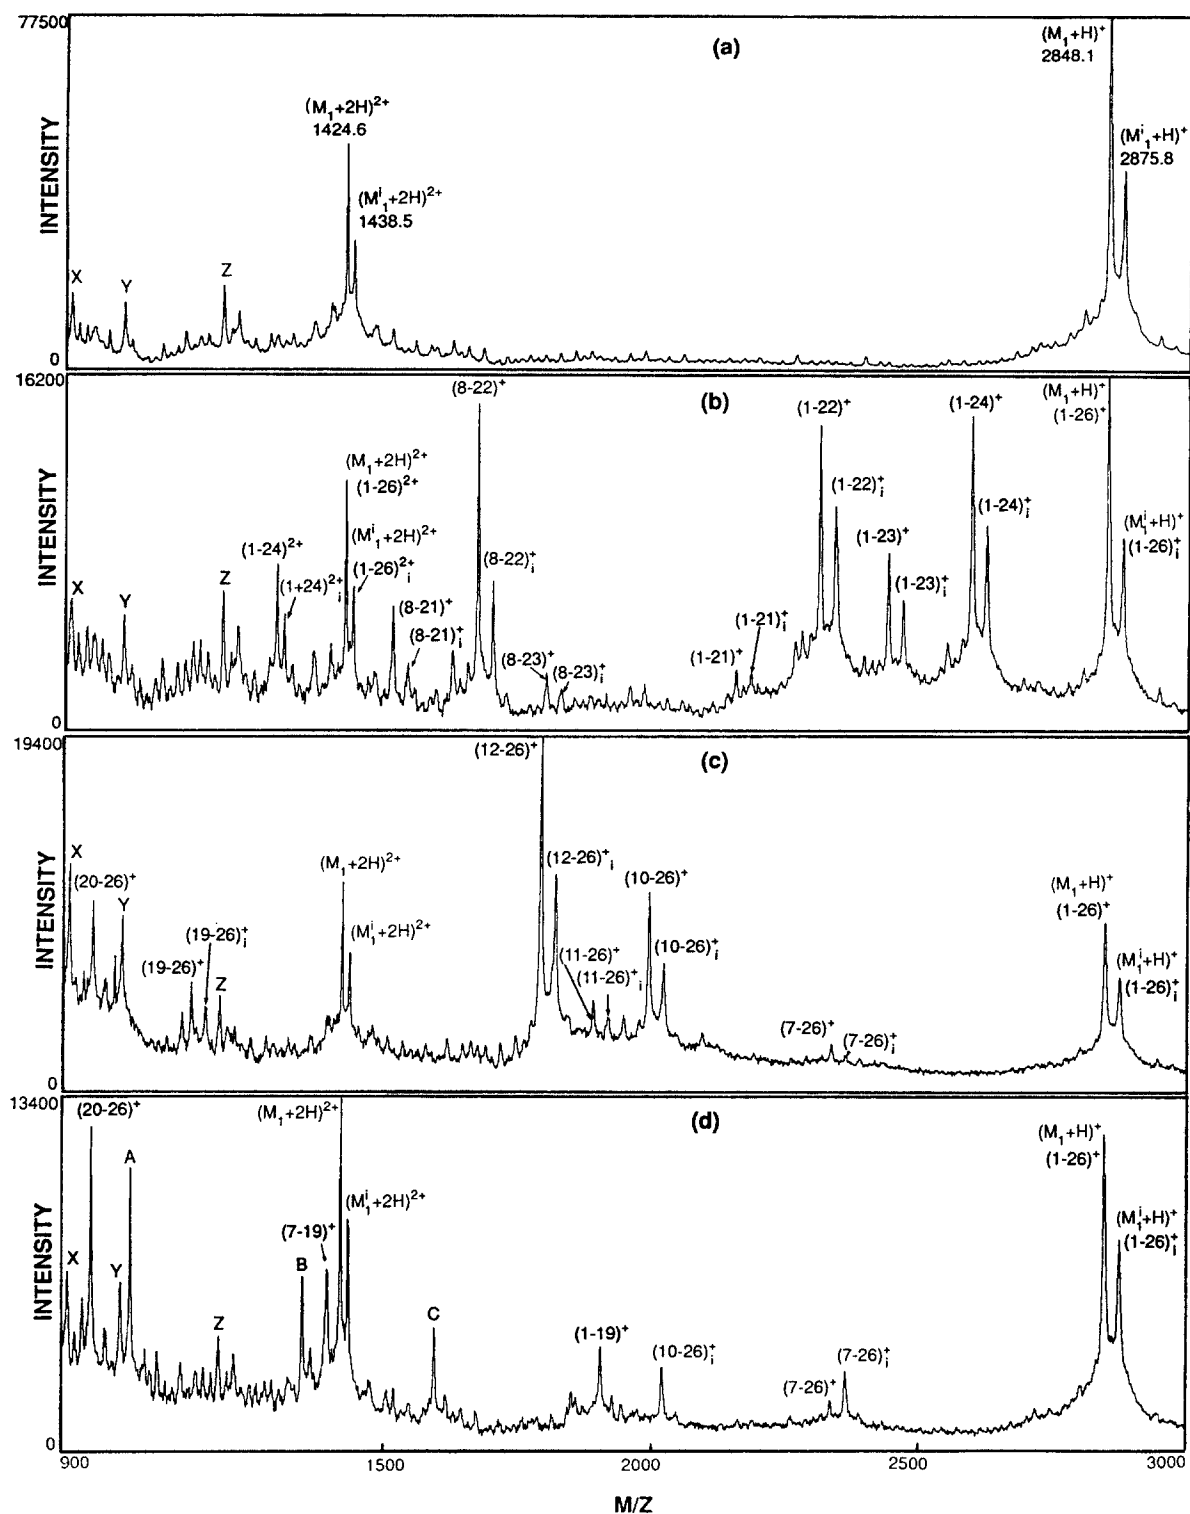 77500
(a)
(M₁+H)⁺
2848.1
(M₁+2H)²⁺
1424.6
(Mⁱ₁+H)⁺
2875.8
(Mⁱ₁+2H)²⁺
1438.5
X
Y
Z
INTENSITY
0
16200
(b)
(8-22)⁺
(1-22)⁺
(1-24)⁺
(M₁+H)⁺
(1-26)⁺
(M₁+2H)²⁺
(1-26)²⁺
(1-22)ᵢ⁺
(1-24)ᵢ⁺
(Mⁱ₁+H)⁺
(1-26)ᵢ⁺
(1-24)²⁺
(Mⁱ₁+2H)²⁺
(1-26)ᵢ²⁺
(8-22)ᵢ⁺
(1-23)⁺
(1-23)ᵢ⁺
(1+24)ᵢ²⁺
(8-21)⁺
(8-21)ᵢ⁺
(1-21)ᵢ⁺
(1-21)⁺
(8-23)⁺
(8-23)ᵢ⁺
X
Y
Z
INTENSITY
0
19400
(12-26)⁺
(c)
X
(20-26)⁺
(M₁+2H)²⁺
(12-26)ᵢ⁺
(10-26)⁺
(M₁+H)⁺
(1-26)⁺
Y
(19-26)ᵢ⁺
(Mⁱ₁+2H)²⁺
(11-26)⁺
(10-26)ᵢ⁺
(Mⁱ₁+H)⁺
(1-26)ᵢ⁺
(19-26)⁺
Z
(11-26)ᵢ⁺
(7-26)⁺
(7-26)ᵢ⁺
INTENSITY
0
13400
(20-26)⁺
(M₁+2H)²⁺
(d)
(M₁+H)⁺
(1-26)⁺
A
(Mⁱ₁+2H)²⁺
(Mⁱ₁+H)⁺
(1-26)ᵢ⁺
X
Y
B
(7-19)⁺
Z
C
(1-19)⁺
(10-26)ᵢ⁺
(7-26)ᵢ⁺
(7-26)⁺
INTENSITY
0
900
1500
2000
2500
3000
M/Z